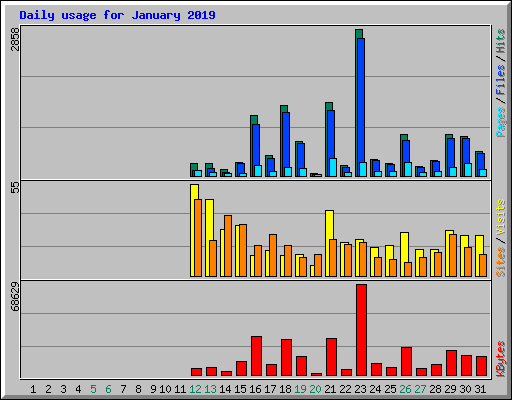 Daily usage for January 2019
2858
55
68629
Pages / Files / Hits
Sites / Visits
KBytes
1 2 3 4 5 6 7 8 9 10 11 12 13 14 15 16 17 18 19 20 21 22 23 24 25 26 27 28 29 30 31